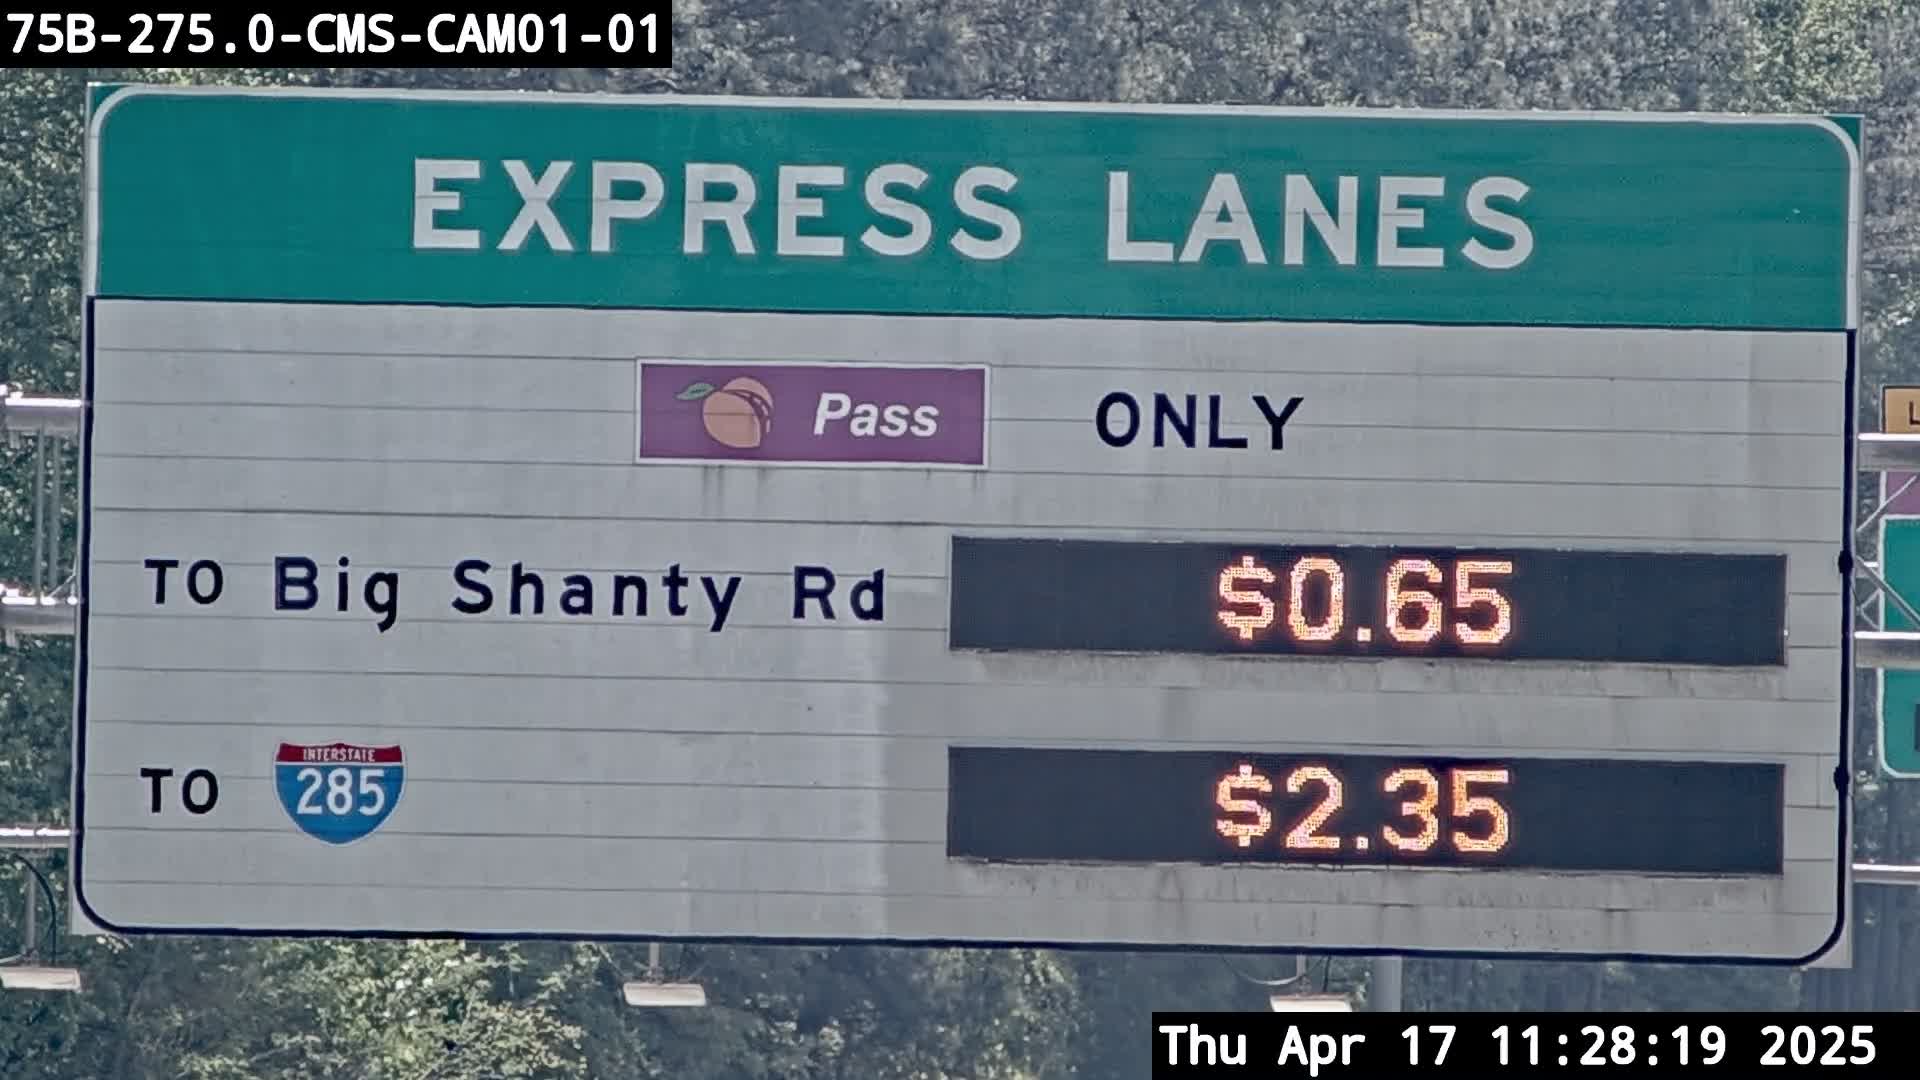 75B-275.0-CMS-CAM01-01
EXPRESS LANES
Pass ONLY
TO Big Shanty Rd $0.65
TO INTERSTATE 285 $2.35
Thu Apr 17 11:28:19 2025